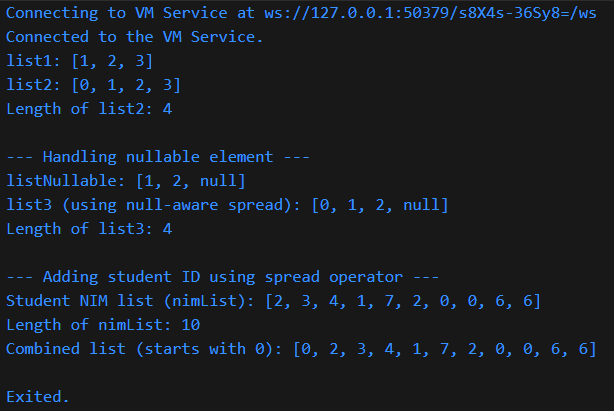 Connecting to VM Service at ws://127.0.0.1:50379/s8X4s-36Sy8=/ws
Connected to the VM Service.
list1: [1, 2, 3]
list2: [0, 1, 2, 3]
Length of list2: 4
--- Handling nullable element ---
listNullable: [1, 2, null]
list3 (using null-aware spread): [0, 1, 2, null]
Length of list3: 4
--- Adding student ID using spread operator ---
Student NIM list (nimList): [2, 3, 4, 1, 7, 2, 0, 0, 6, 6]
Length of nimList: 10
Combined list (starts with 0): [0, 2, 3, 4, 1, 7, 2, 0, 0, 6, 6]
Exited.